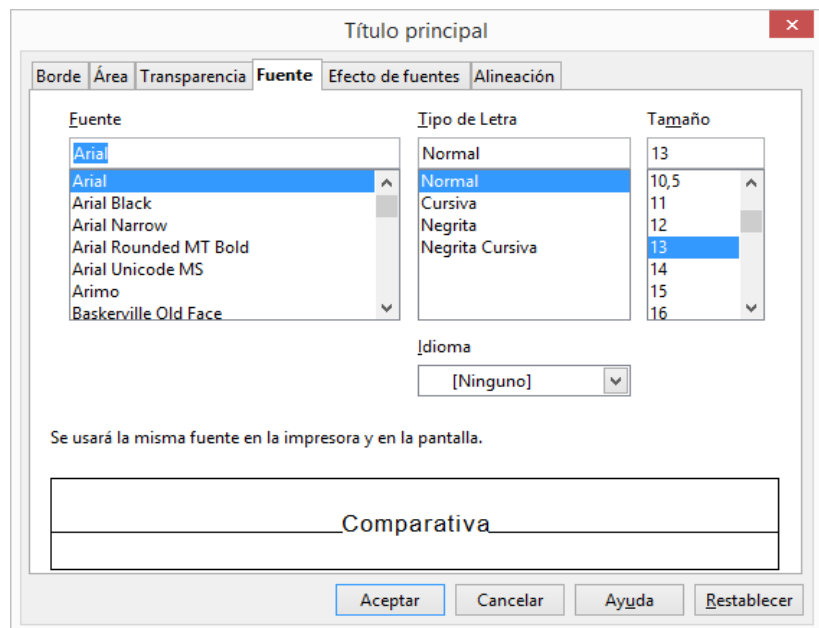 Título principal
Borde Área Transparencia Fuente Efecto de fuentes Alineación
Fuente
Arial
Arial
Arial Black
Arial Narrow
Arial Rounded MT Bold
Arial Unicode MS
Arimo
Baskerville Old Face
Tipo de Letra
Normal
Normal
Cursiva
Negrita
Negrita Cursiva
Tamaño
13
10,5
11
12
13
14
15
16
Idioma
[Ninguno]
Se usará la misma fuente en la impresora y en la pantalla.
Comparativa
Aceptar Cancelar Ayuda Restablecer